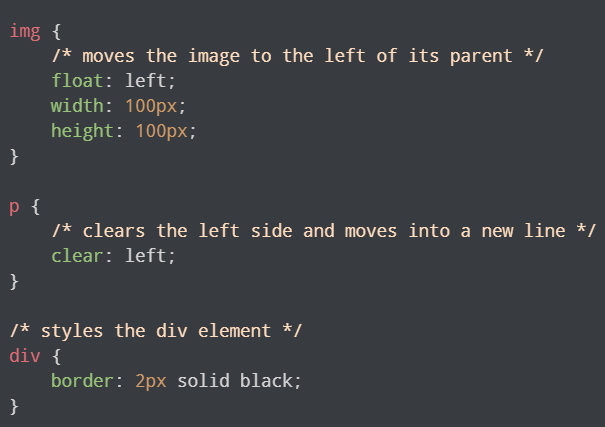 img {
    /* moves the image to the left of its parent */
    float: left;
    width: 100px;
    height: 100px;
}

p {
    /* clears the left side and moves into a new line */
    clear: left;
}

/* styles the div element */
div {
    border: 2px solid black;
}